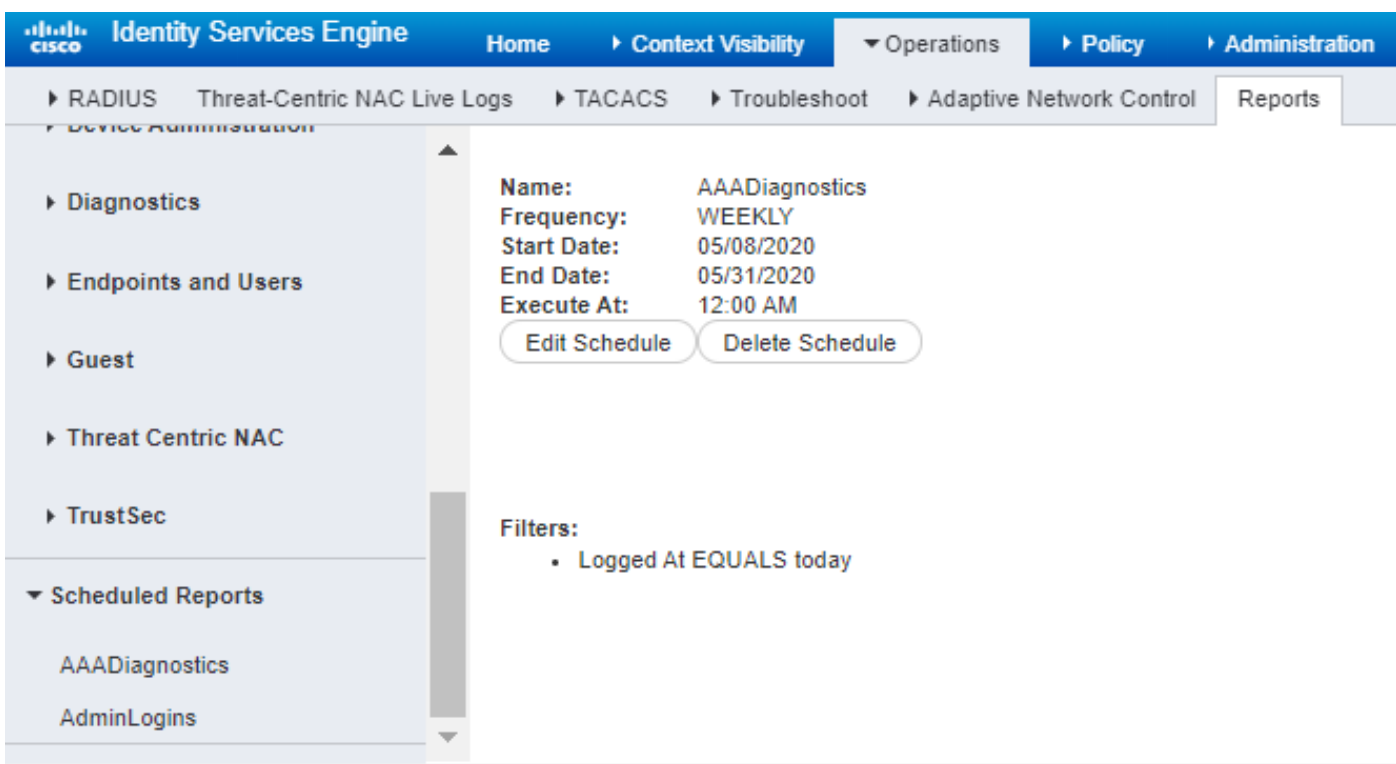 cisco Identity Services Engine Home Context Visibility Operations Policy Administration
RADIUS Threat-Centric NAC Live Logs TACACS Troubleshoot Adaptive Network Control Reports
Device Administration
Diagnostics
Endpoints and Users
Guest
Threat Centric NAC
TrustSec
Scheduled Reports
AAADiagnostics
AdminLogins
Name: AAADiagnostics
Frequency: WEEKLY
Start Date: 05/08/2020
End Date: 05/31/2020
Execute At: 12:00 AM
Edit Schedule Delete Schedule
Filters:
• Logged At EQUALS today